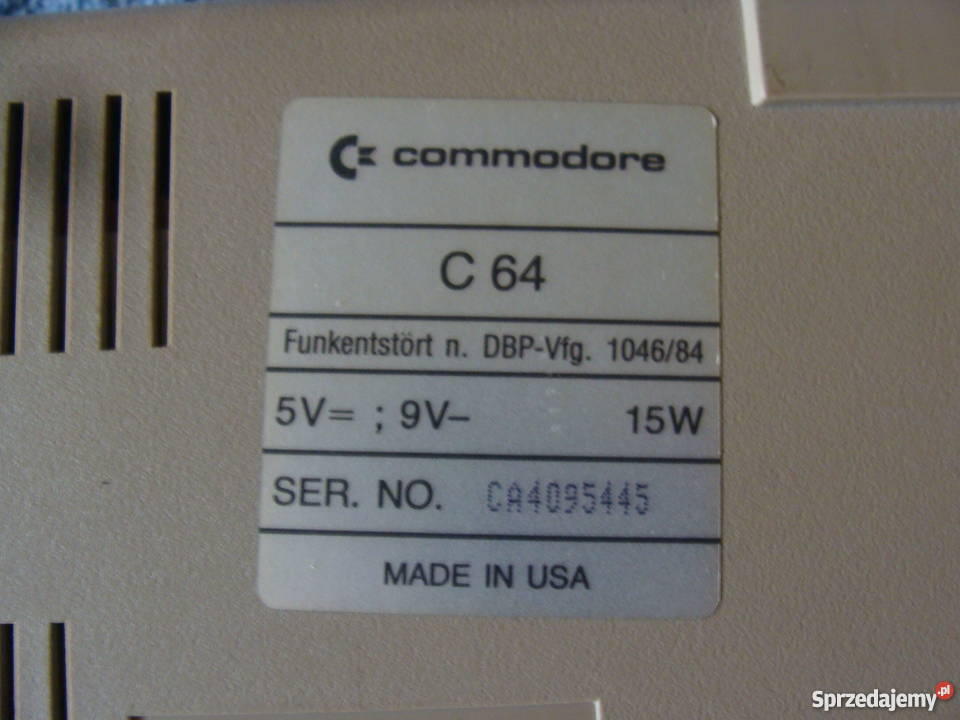 commodore
C 64
Funkentstört n. DBP-Vfg. 1046/84
5V= ; 9V– 15W
SER. NO. CA4095445
MADE IN USA
Sprzedajemy.pl